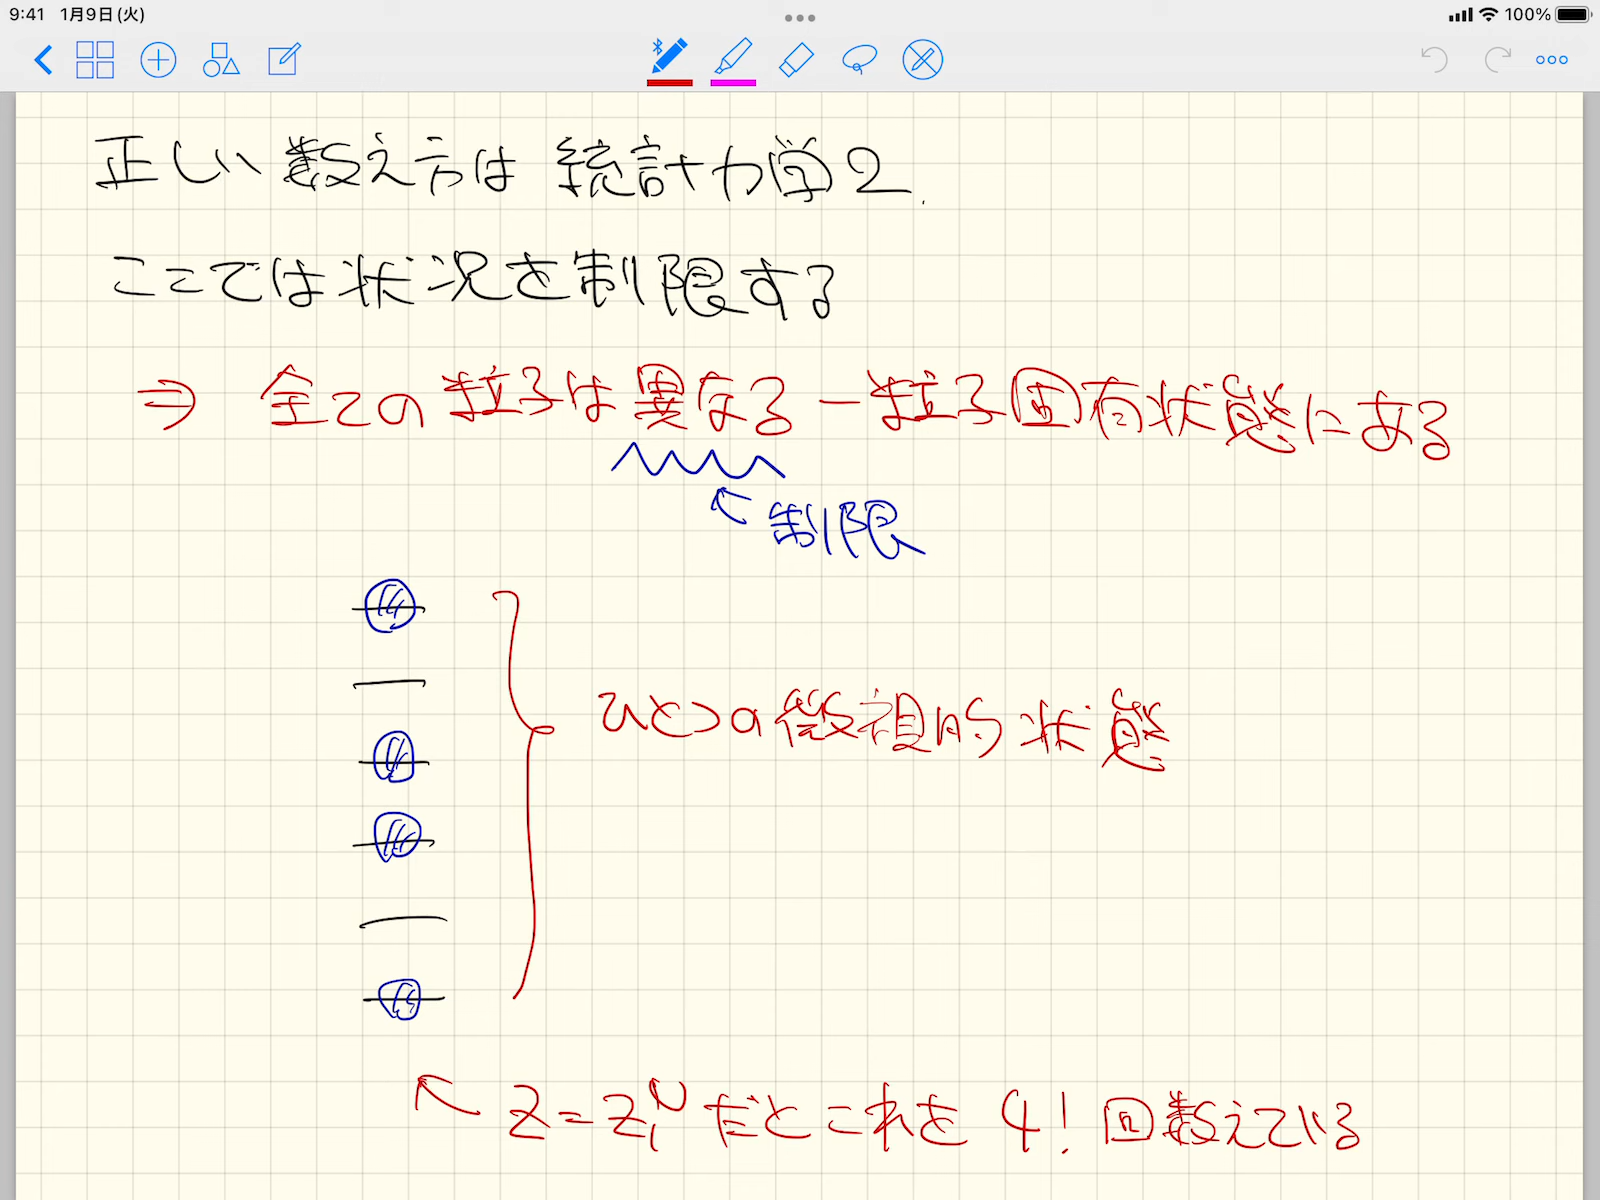 9:41 1月9日(火) 100%
正しい数え方は 統計力学2.
ここでは状況を制限する
⇒ 全ての粒子は異なる一粒子固有状態にある
← 制限
ひとつの微視的状態
← Z = Z₁ᴺ だとこれを 4! 回数えている